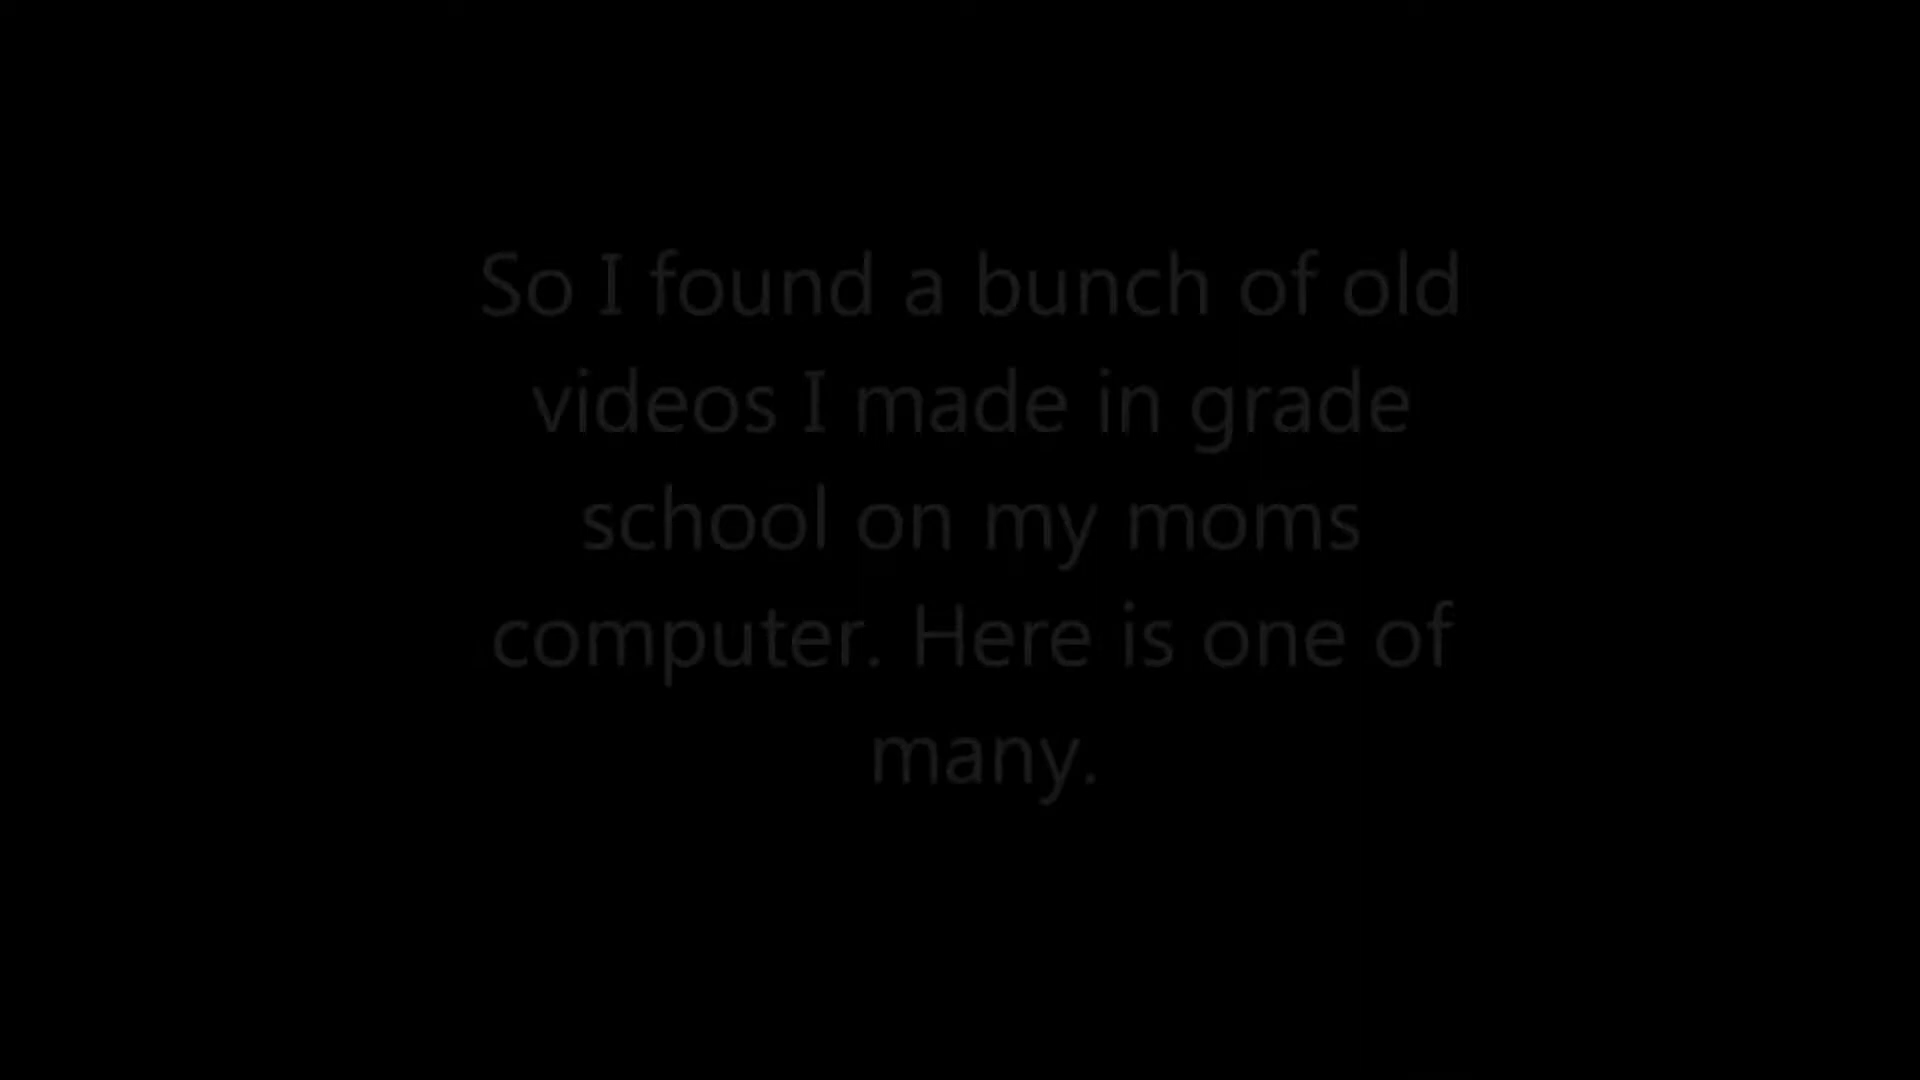 So I found a bunch of old
videos I made in grade
school on my moms
computer. Here is one of
many.